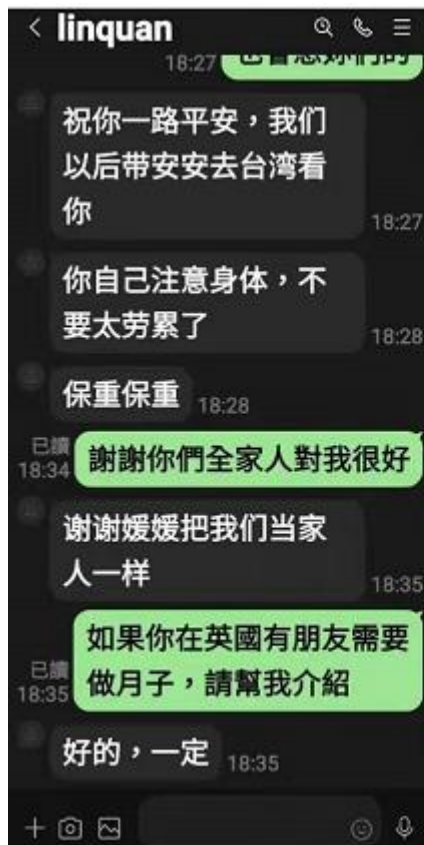 linquan
18:27
祝你一路平安，我们
以后带安安去台湾看
你
18:27
你自己注意身体，不
要太劳累了
18:28
保重保重
18:28
已讀
18:34
謝謝你們全家人對我很好
谢谢媛媛把我们当家
人一样
18:35
如果你在英國有朋友需要
做月子，請幫我介紹
已讀
18:35
好的，一定
18:35